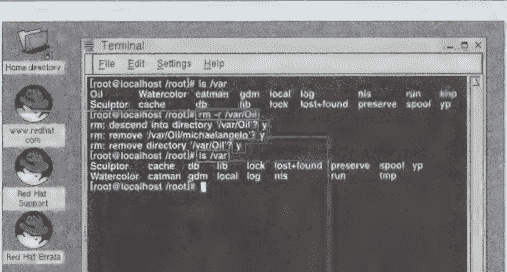 Home directory
www.redhat.com
Red Hat
Support
Red Hat Errata
Terminal
File Edit Settings Help
[root@localhost /root]# ls /var
Oil Watercolor catman gdm local log nis run tmp
Sculptor cache db lib lock lost+found preserve spool yp
[root@localhost /root]# rm -r /var/Oil
rm: descend into directory '/var/Oil'? y
rm: remove '/var/Oil/michaelangelo'? y
rm: remove directory '/var/Oil'? y
[root@localhost /root]# ls /var
Sculptor cache db lib lock lost+found preserve spool yp
Watercolor catman gdm local log nis run tmp
[root@localhost /root]#